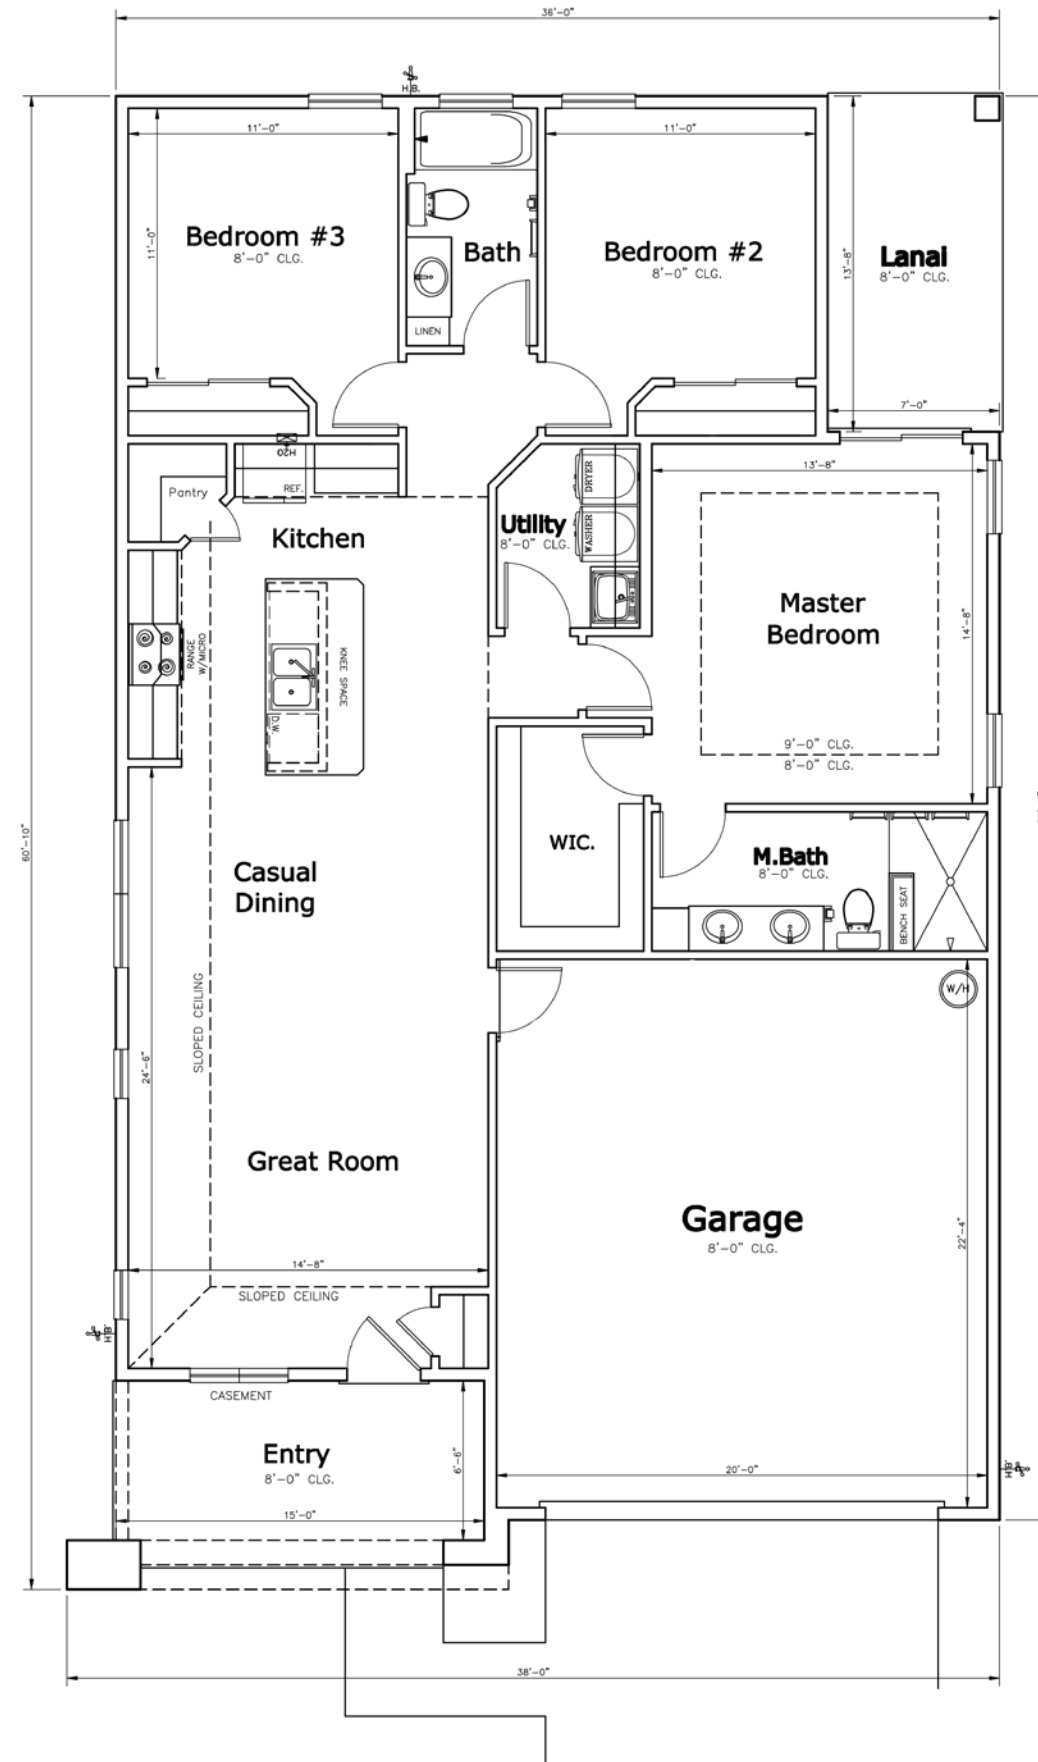 36'-0"
H.B.
11'-0"
11'-0"
11'-0"
Bedroom #3
8'-0" CLG.
Bath
LINEN
Bedroom #2
8'-0" CLG.
13'-8"
Lanai
8'-0" CLG.
7'-0"
H2O
Pantry
REF.
Kitchen
DRYER
WASHER
Utility
8'-0" CLG.
13'-8"
Master
Bedroom
14'-8"
9'-0" CLG.
8'-0" CLG.
RANGE
W/MICRO
KNEE SPACE
D.W.
60'-10"
WIC.
M.Bath
8'-0" CLG.
BENCH SEAT
Casual
Dining
SLOPED CEILING
24'-6"
W/H
Great Room
Garage
8'-0" CLG.
22'-4"
14'-8"
SLOPED CEILING
H.B.
CASEMENT
Entry
8'-0" CLG.
6'-6"
15'-0"
20'-0"
H.B.
38'-0"